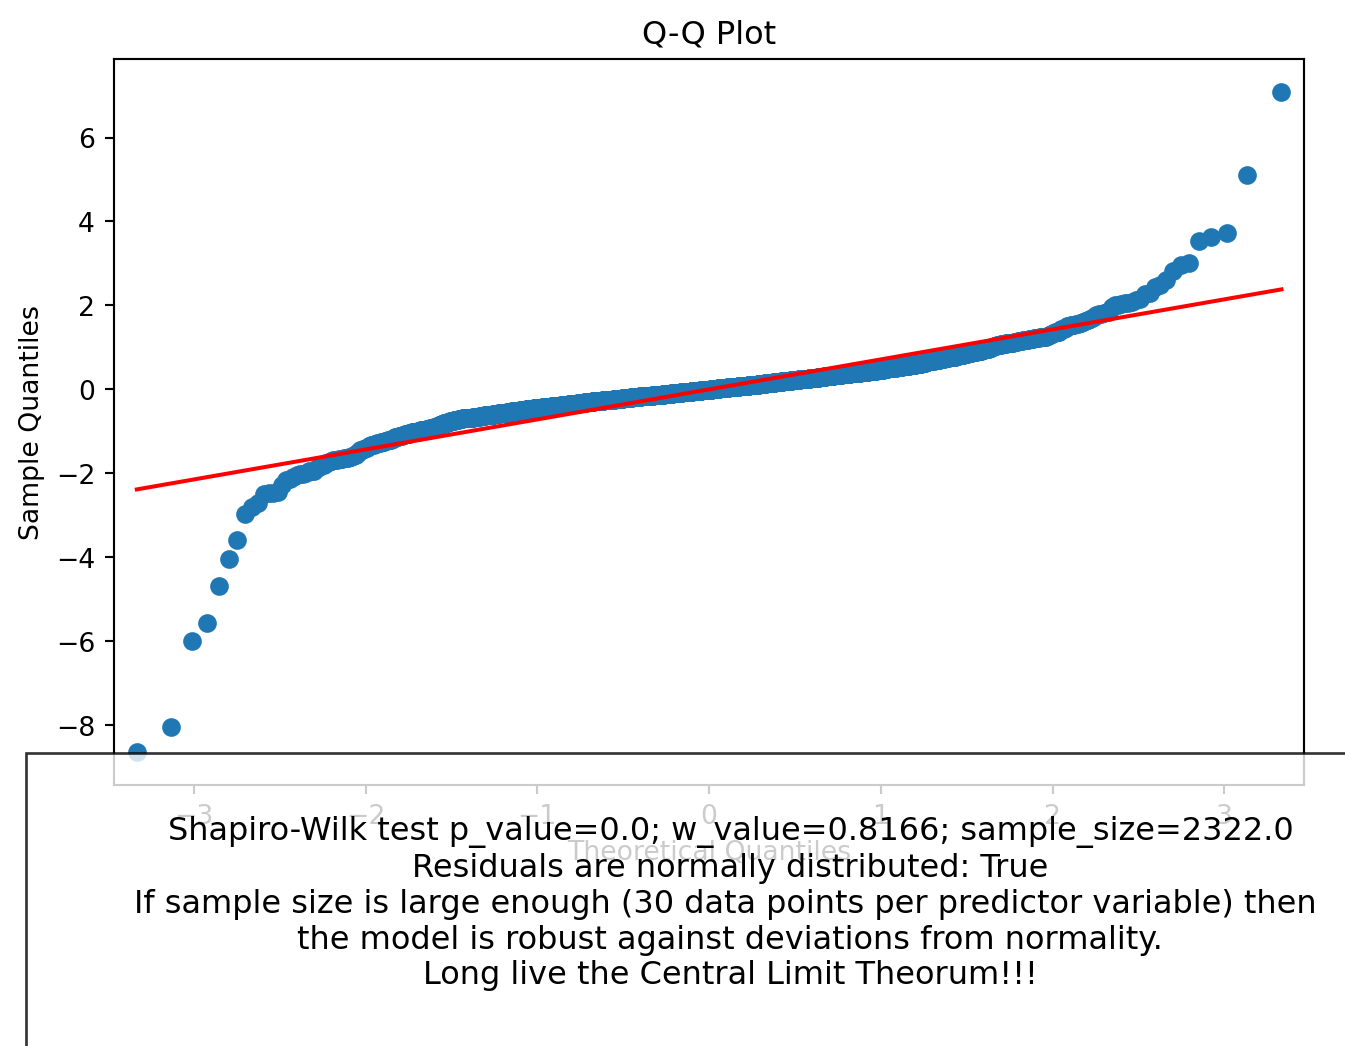 Q-Q Plot
6
4
2
0
−2
−4
−6
−8
Sample Quantiles
−3 −2 −1 0 1 2 3
Theoretical Quantiles
Shapiro-Wilk test p_value=0.0; w_value=0.8166; sample_size=2322.0
Residuals are normally distributed: True
If sample size is large enough (30 data points per predictor variable) then
the model is robust against deviations from normality.
Long live the Central Limit Theorum!!!